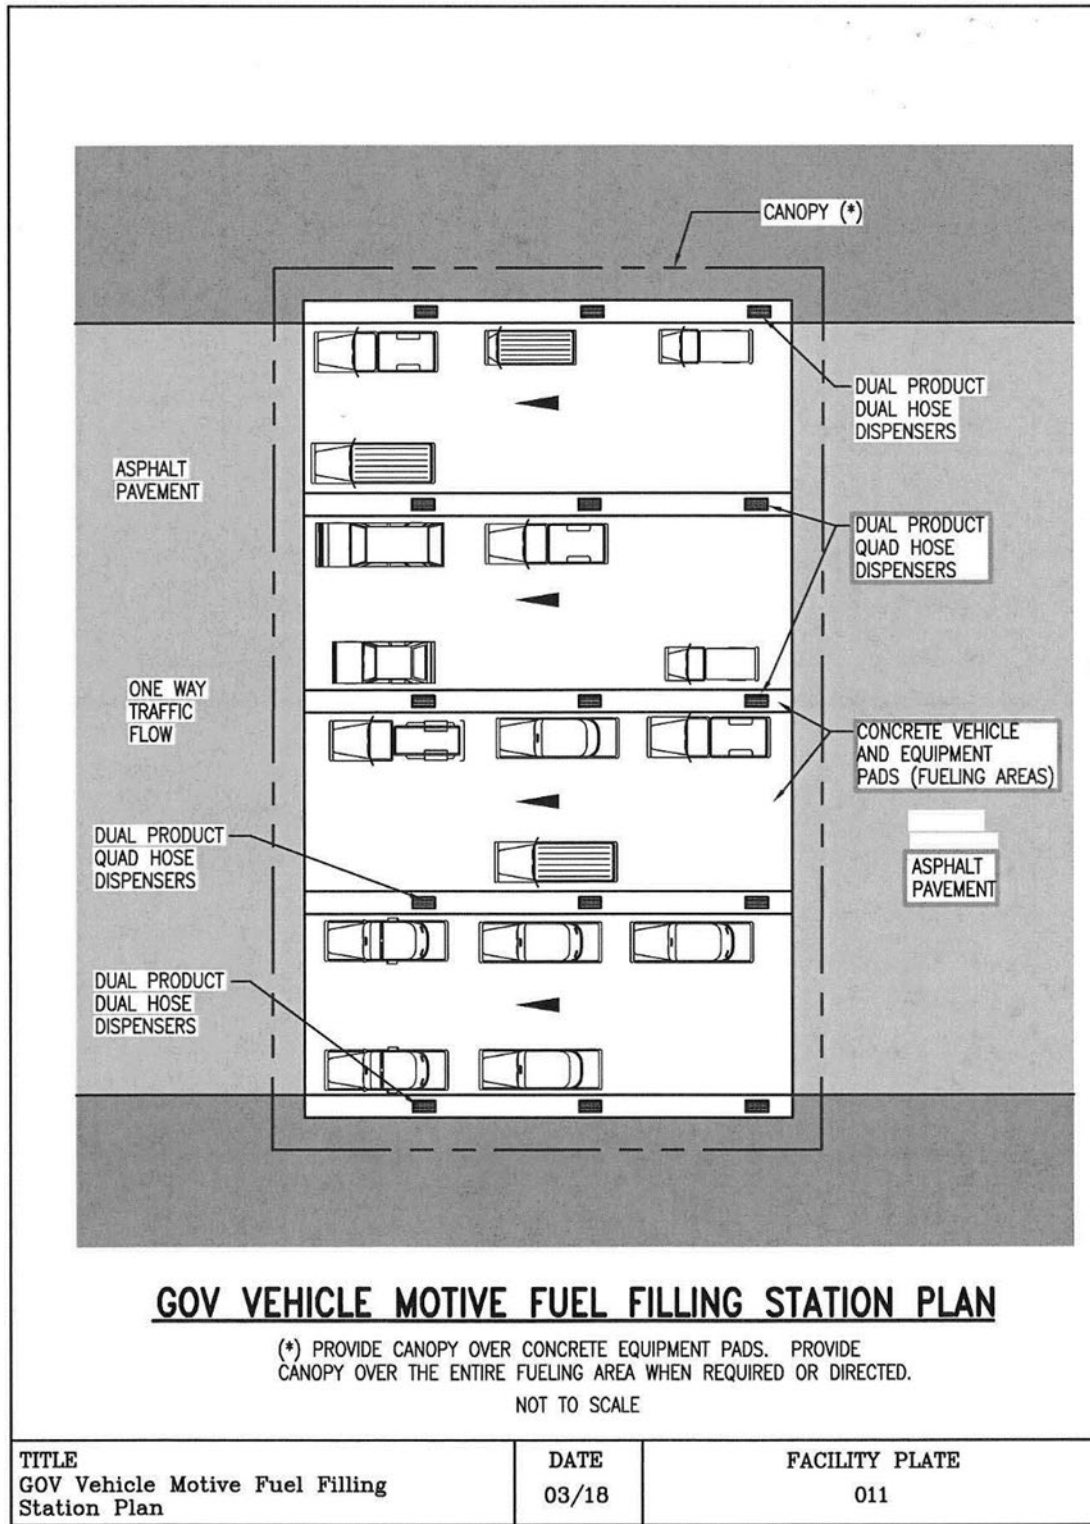 CANOPY (*)
DUAL PRODUCT
DUAL HOSE
DISPENSERS
ASPHALT
PAVEMENT
DUAL PRODUCT
QUAD HOSE
DISPENSERS
ONE WAY
TRAFFIC
FLOW
CONCRETE VEHICLE
AND EQUIPMENT
PADS (FUELING AREAS)
DUAL PRODUCT
QUAD HOSE
DISPENSERS
ASPHALT
PAVEMENT
DUAL PRODUCT
DUAL HOSE
DISPENSERS
GOV VEHICLE MOTIVE FUEL FILLING STATION PLAN
(*) PROVIDE CANOPY OVER CONCRETE EQUIPMENT PADS. PROVIDE
CANOPY OVER THE ENTIRE FUELING AREA WHEN REQUIRED OR DIRECTED.
NOT TO SCALE
TITLE
GOV Vehicle Motive Fuel Filling
Station Plan
DATE
03/18
FACILITY PLATE
011